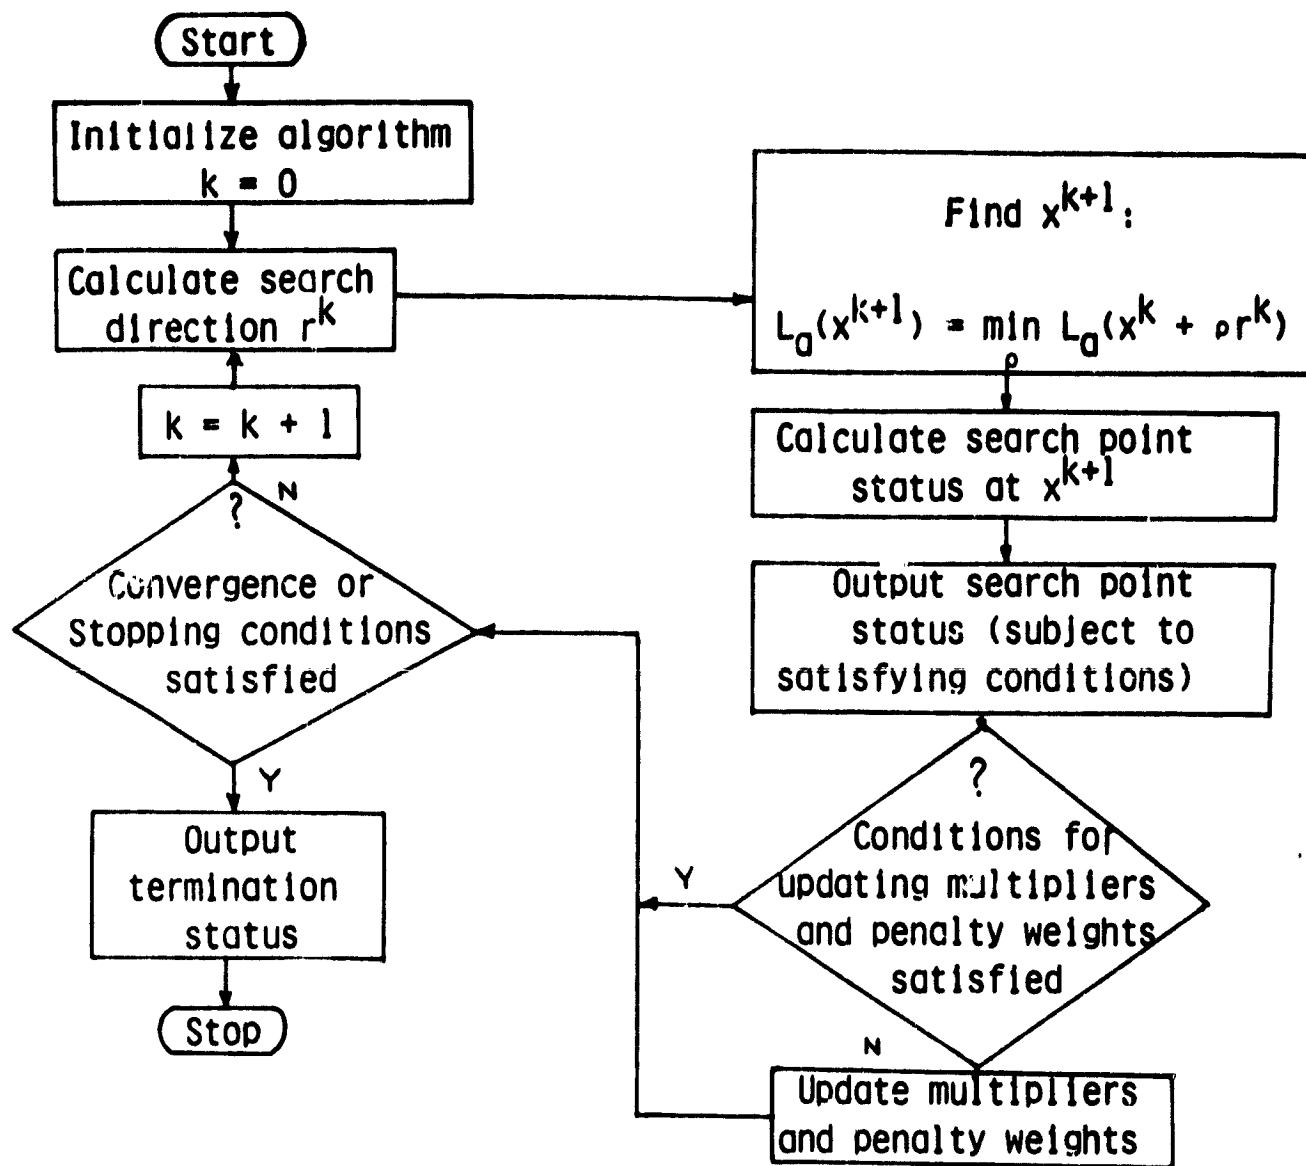 Start
Initialize algorithm
k = 0
Calculate search
direction r^k
Find x^{k+1}:
L_a(x^{k+1}) = min L_a(x^k + ρr^k)
ρ
Calculate search point
status at x^{k+1}
Output search point
status (subject to
satisfying conditions)
?
Conditions for
updating multipliers
and penalty weights
satisfied
Y
N
Update multipliers
and penalty weights
k = k + 1
N
?
Convergence or
Stopping conditions
satisfied
Y
Output
termination
status
Stop